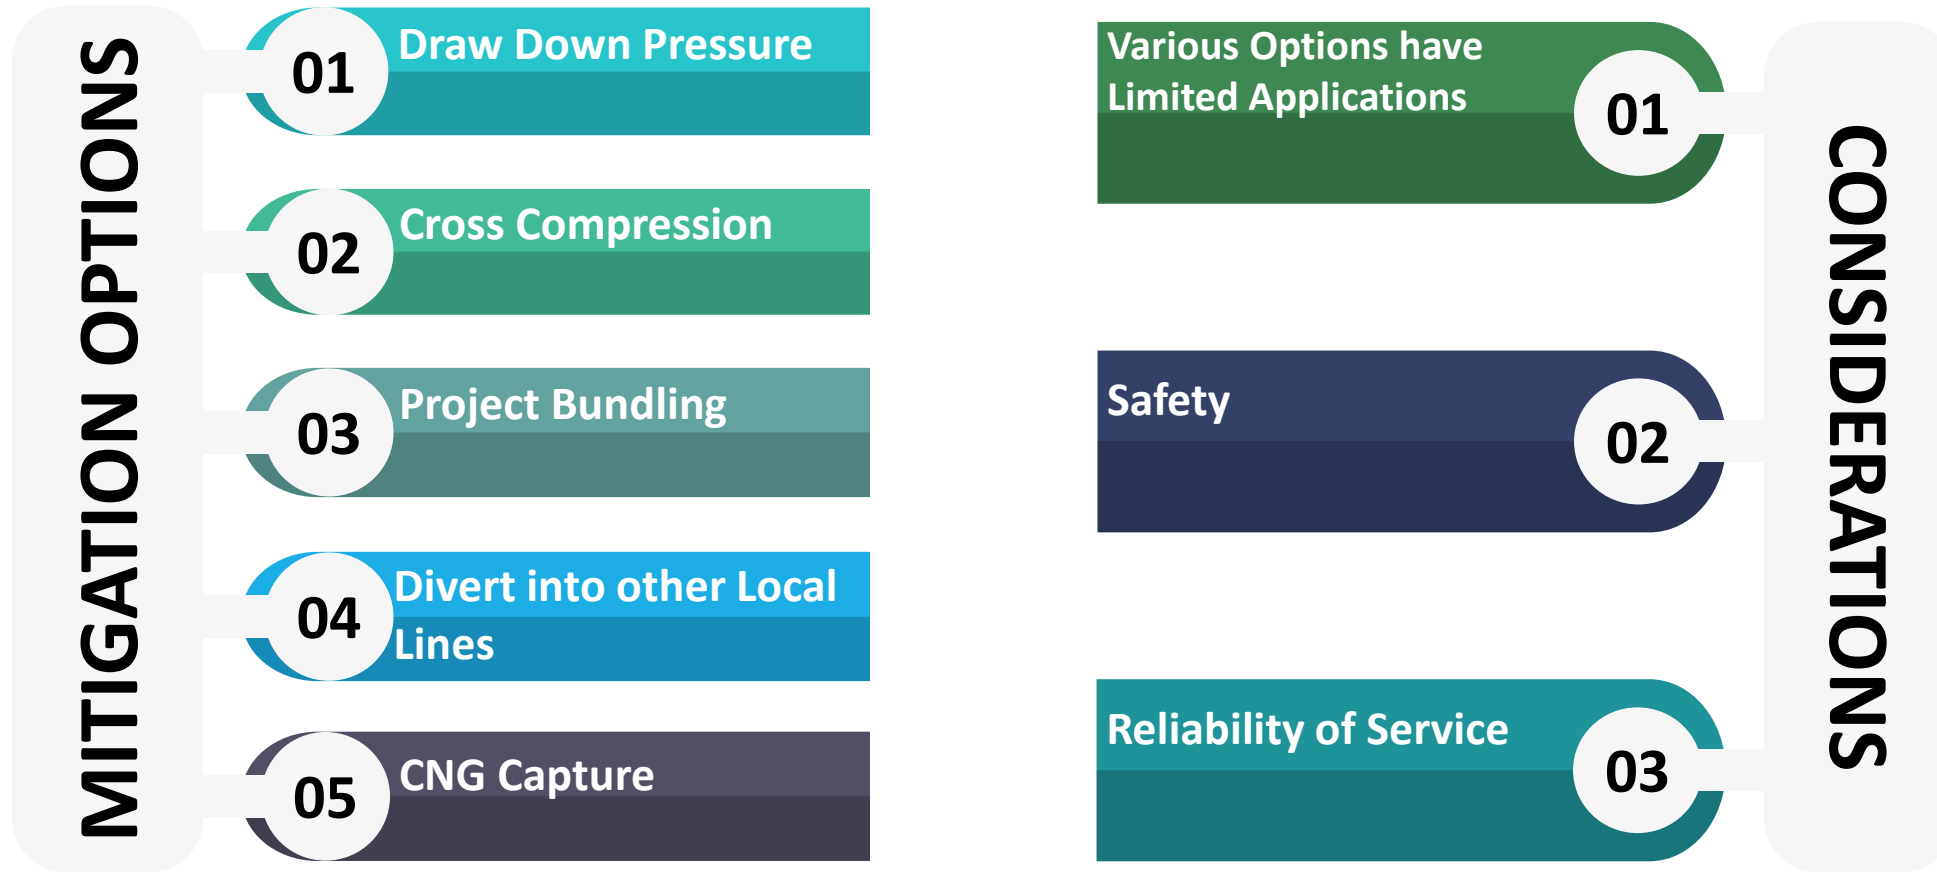 MITIGATION OPTIONS
01
Draw Down Pressure
02
Cross Compression
03
Project Bundling
04
Divert into other Local
Lines
05
CNG Capture
CONSIDERATIONS
Various Options have
Limited Applications
01
Safety
02
Reliability of Service
03